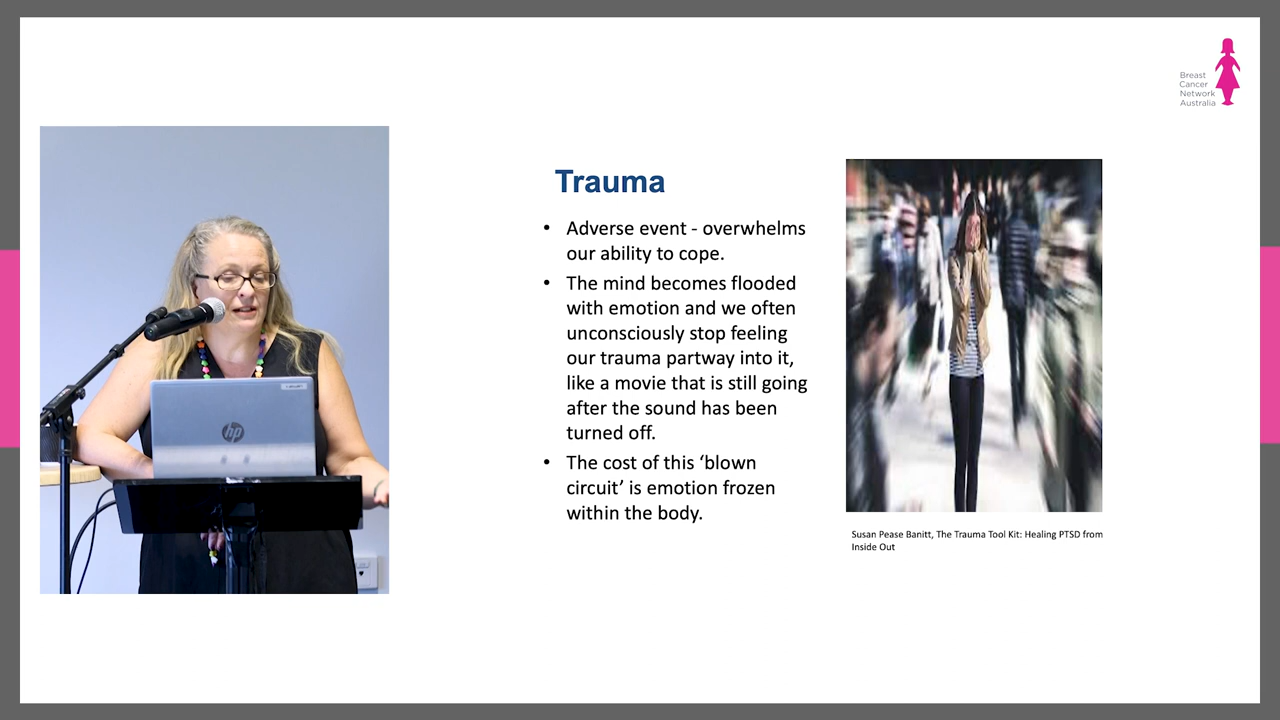 Breast
Cancer
Network
Australia
Trauma
• Adverse event - overwhelms
our ability to cope.
• The mind becomes flooded
with emotion and we often
unconsciously stop feeling
our trauma partway into it,
like a movie that is still going
after the sound has been
turned off.
• The cost of this ‘blown
circuit’ is emotion frozen
within the body.
Susan Pease Banitt, The Trauma Tool Kit: Healing PTSD from
Inside Out
hp